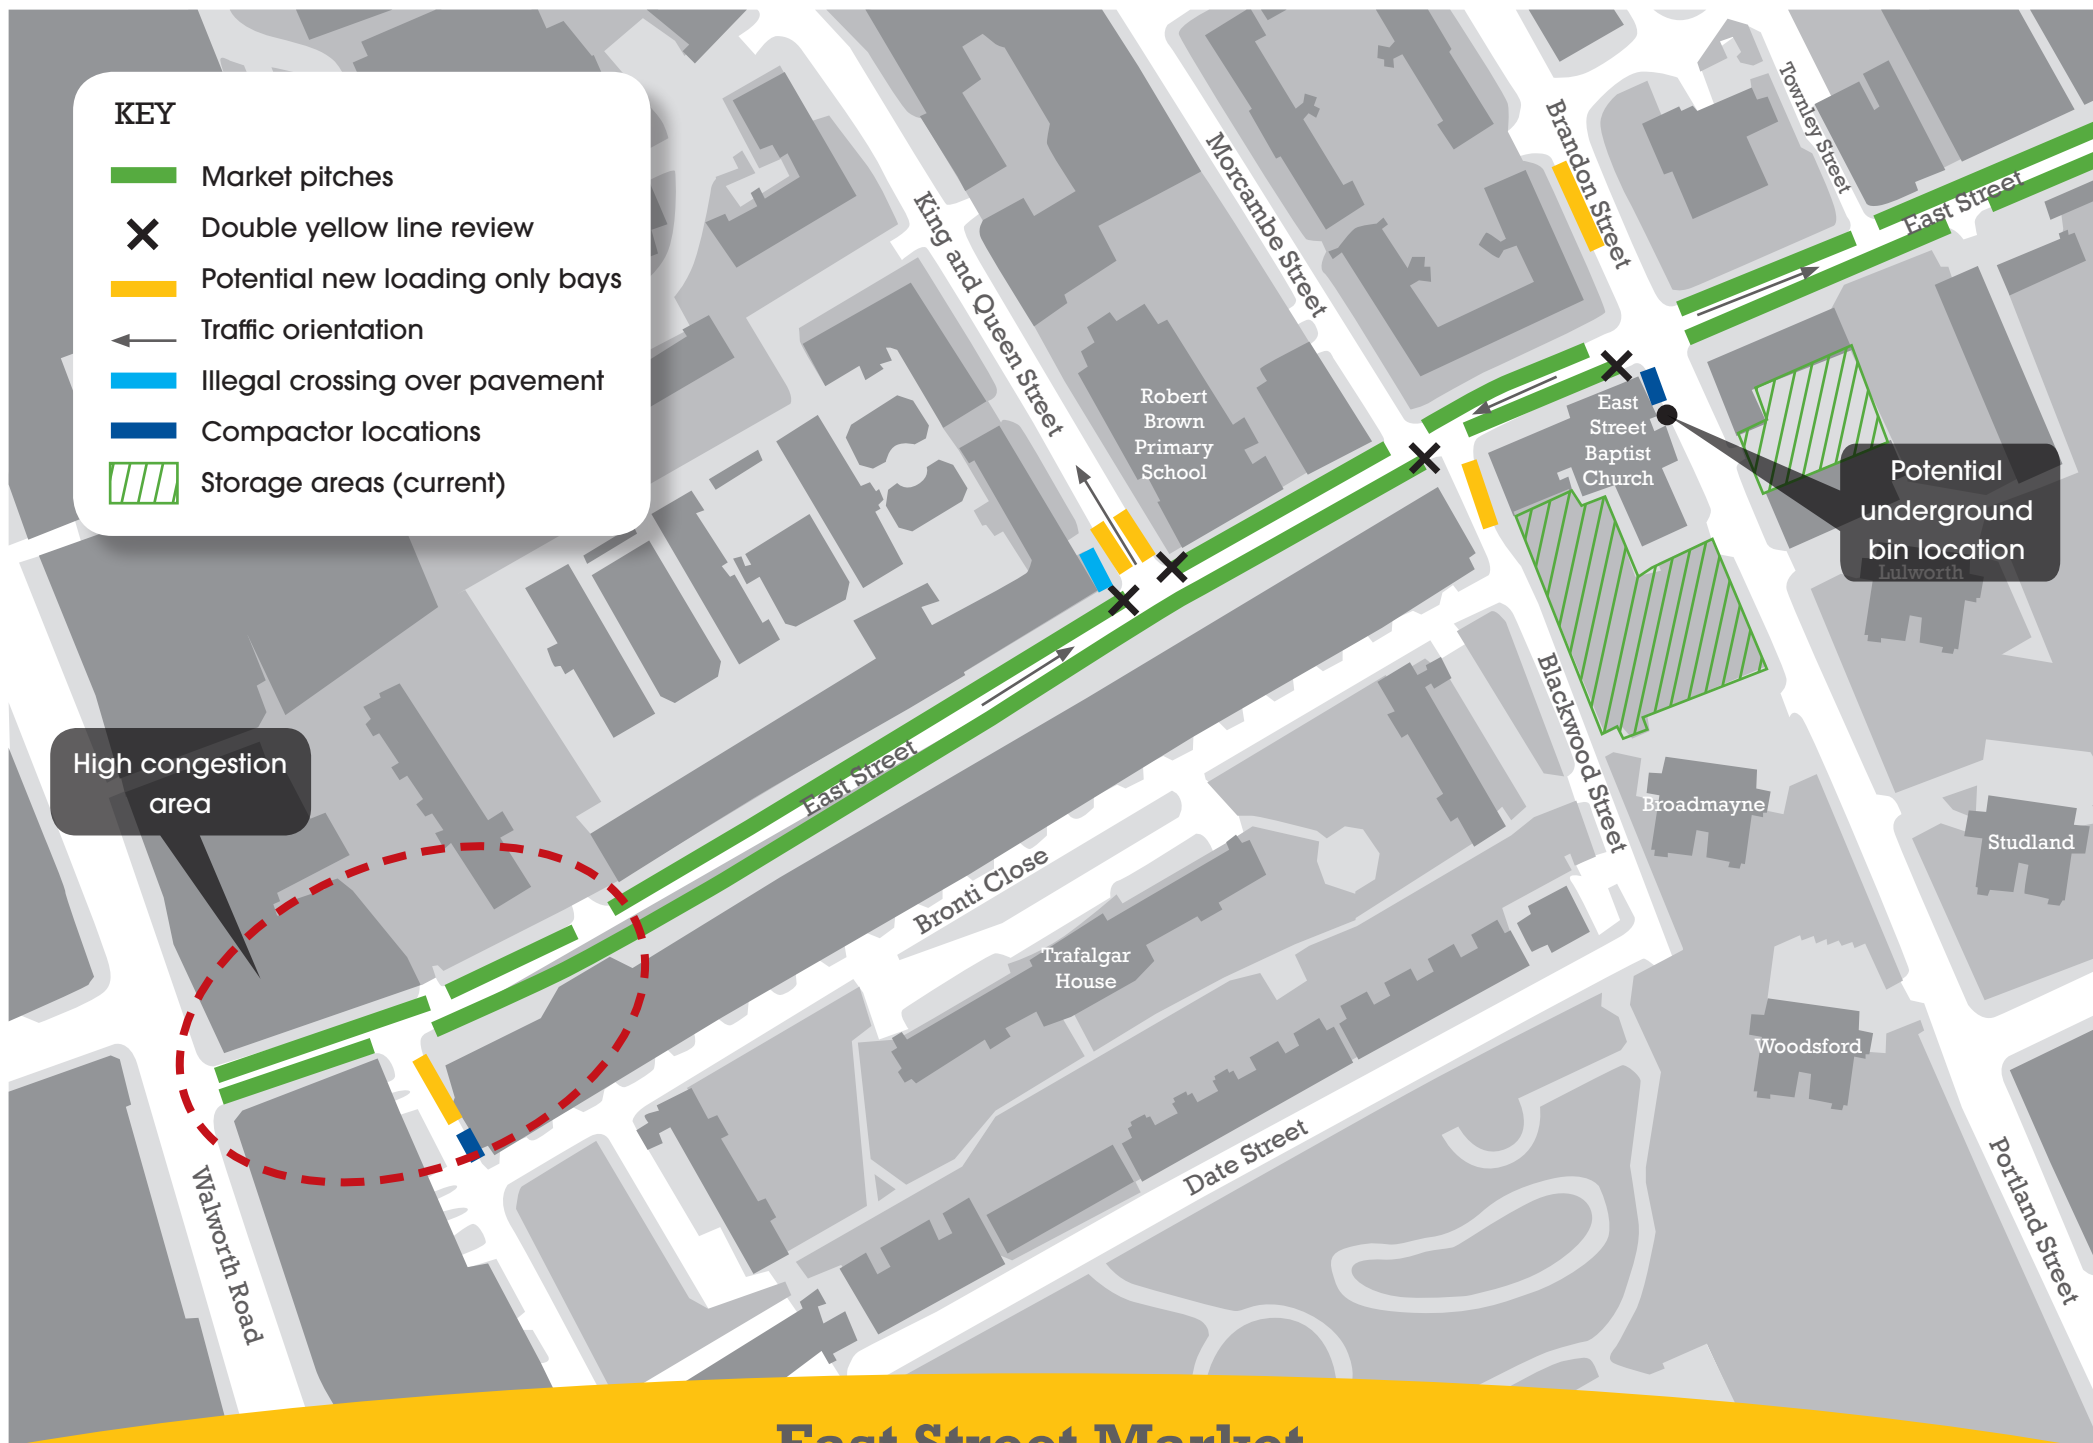 KEY
Market pitches
Double yellow line review
Potential new loading only bays
Traffic orientation
Illegal crossing over pavement
Compactor locations
Storage areas (current)
Townley Street
Brandon Street
Morcambe Street
King and Queen Street
East Street
Robert
Brown
Primary
School
East
Street
Baptist
Church
Potential
underground
bin location
Lulworth
High congestion
area
East Street
Blackwood Street
Broadmayne
Studland
Bronti Close
Trafalgar
House
Woodsford
Date Street
Walworth Road
Portland Street
East Street Market